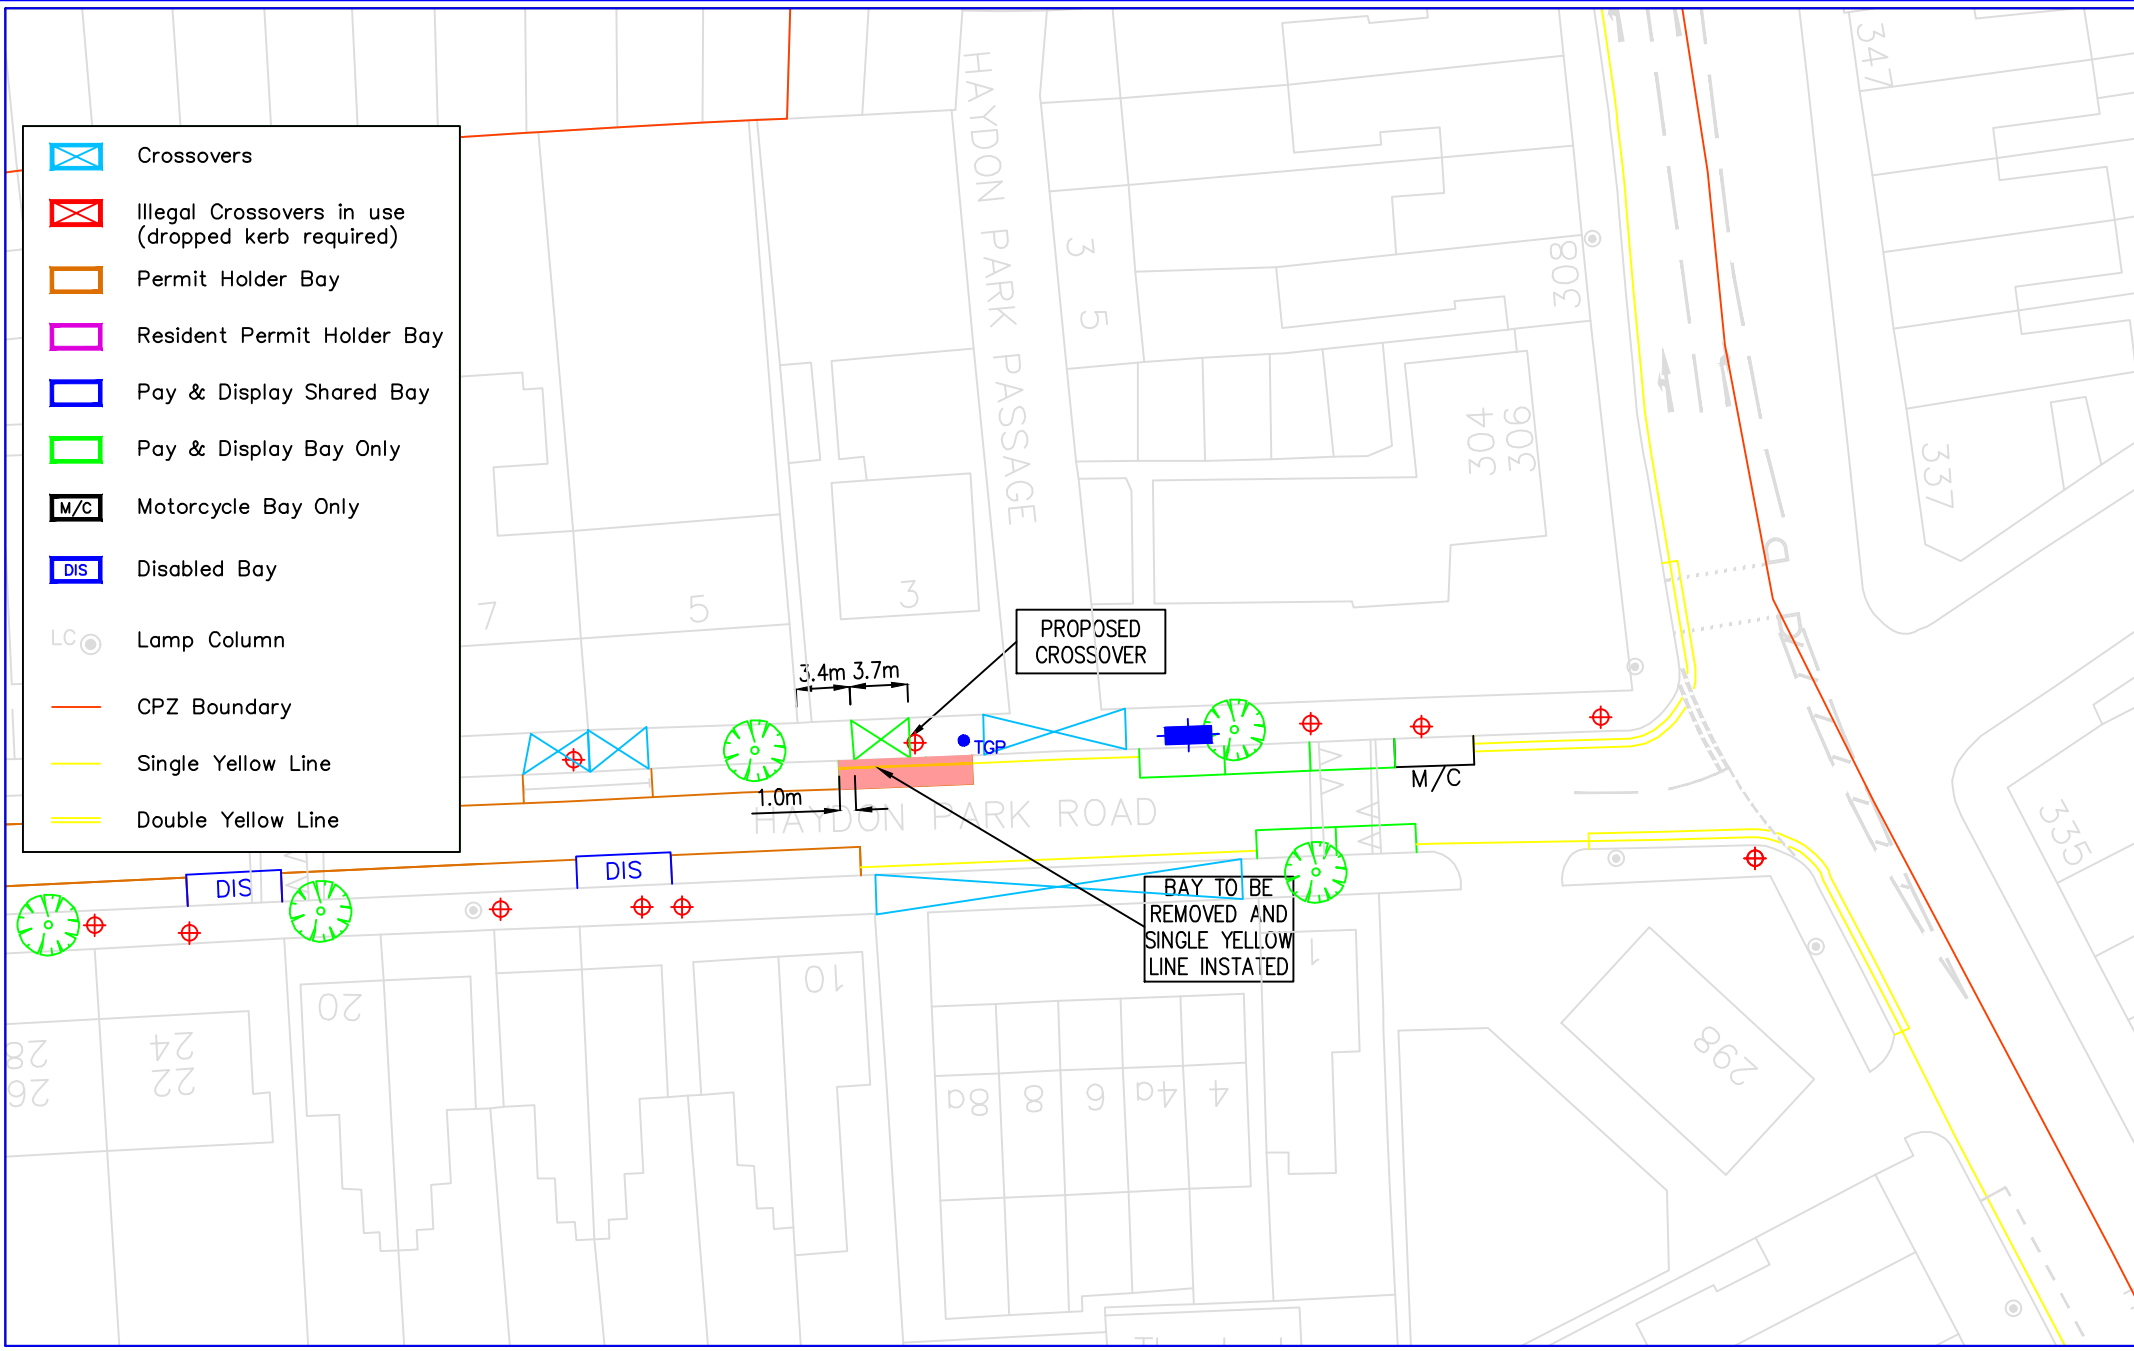 Crossovers
Illegal Crossovers in use
(dropped kerb required)
Permit Holder Bay
Resident Permit Holder Bay
Pay & Display Shared Bay
Pay & Display Bay Only
M/C Motorcycle Bay Only
DIS Disabled Bay
LC Lamp Column
CPZ Boundary
Single Yellow Line
Double Yellow Line
HAYDON PARK PASSAGE
347
3
5
308
304
306
337
7
5
3
PROPOSED
CROSSOVER
3.4m 3.7m
TGP
1.0m
HAYDON PARK ROAD
M/C
DIS
DIS
BAY TO BE
REMOVED AND
SINGLE YELLOW
LINE INSTATED
335
1
10
20
24
22
28
26
8a
8
6
4a
4
298